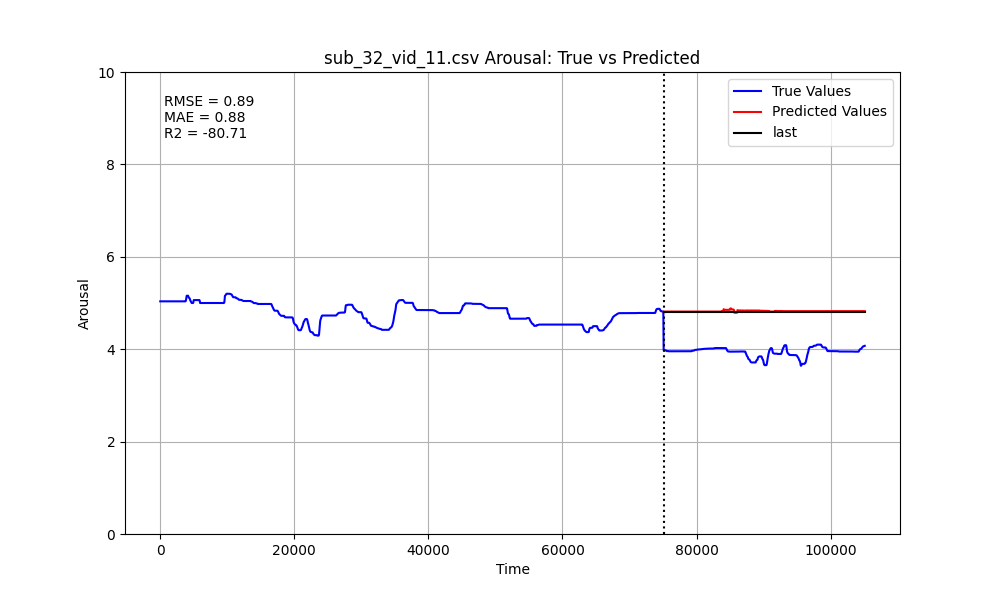 sub_32_vid_11.csv Arousal: True vs Predicted
RMSE = 0.89
MAE = 0.88
R2 = -80.71
True Values
Predicted Values
last
Arousal
10
8
6
4
2
0
0
20000
40000
60000
80000
100000
Time